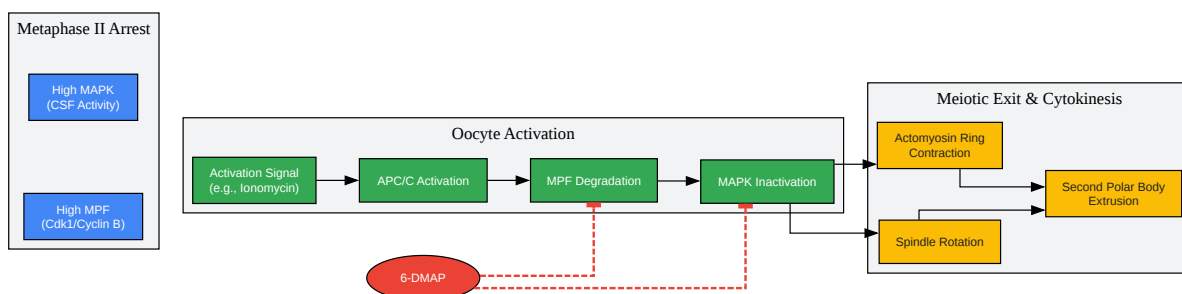 Metaphase II Arrest
High MAPK
(CSF Activity)
High MPF
(Cdk1/Cyclin B)
Oocyte Activation
Activation Signal
(e.g., Ionomycin)
APC/C Activation
MPF Degradation
MAPK Inactivation
6-DMAP
Meiotic Exit & Cytokinesis
Actomyosin Ring
Contraction
Spindle Rotation
Second Polar Body
Extrusion